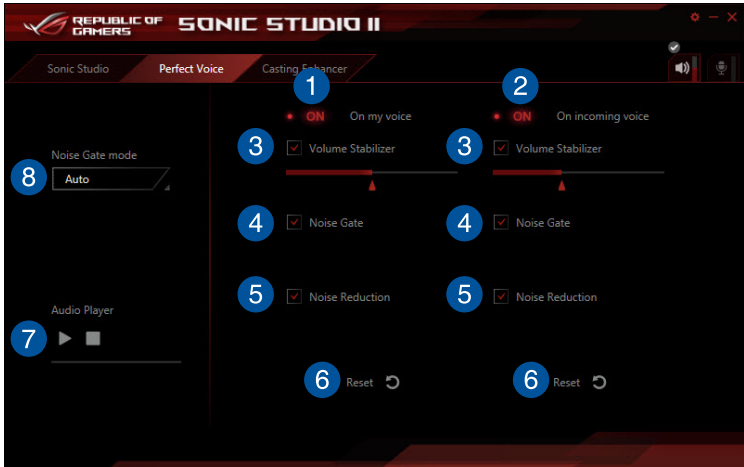 REPUBLIC OF
GAMERS
SONIC STUDIO II
Sonic Studio
Perfect Voice
Casting Enhancer
1
2
ON On my voice
ON On incoming voice
3 Volume Stabilizer
3 Volume Stabilizer
Noise Gate mode
8 Auto
4 Noise Gate
4 Noise Gate
5 Noise Reduction
5 Noise Reduction
Audio Player
7
6 Reset
6 Reset